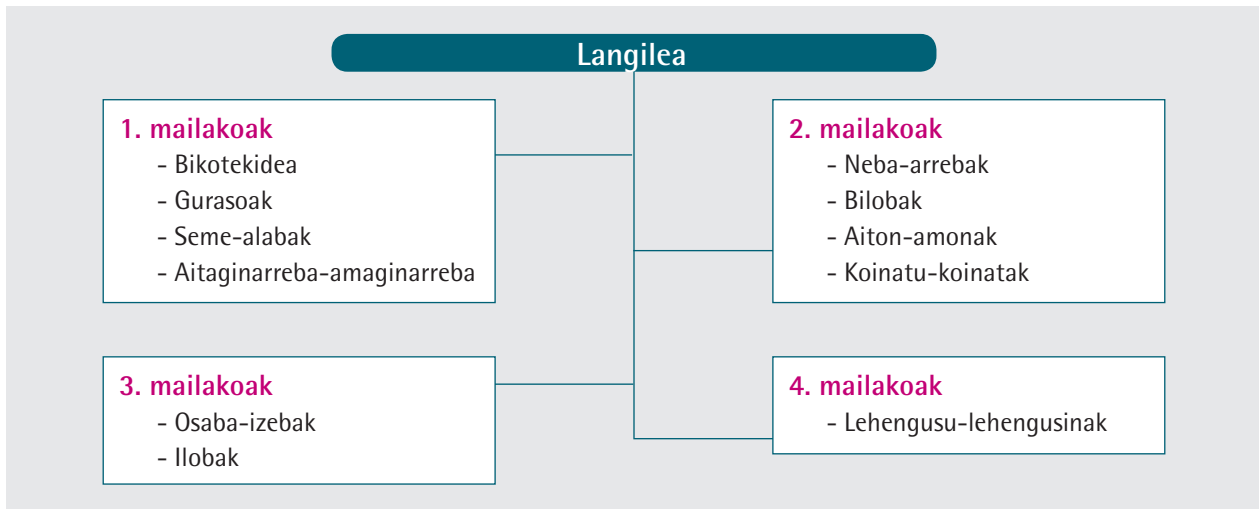 Langilea
1. mailakoak
- Bikotekidea
- Gurasoak
- Seme-alabak
- Aitaginarreba-amaginarreba
2. mailakoak
- Neba-arrebak
- Bilobak
- Aiton-amonak
- Koinatu-koinatak
3. mailakoak
- Osaba-izebak
- Ilobak
4. mailakoak
- Lehengusu-lehengusinak